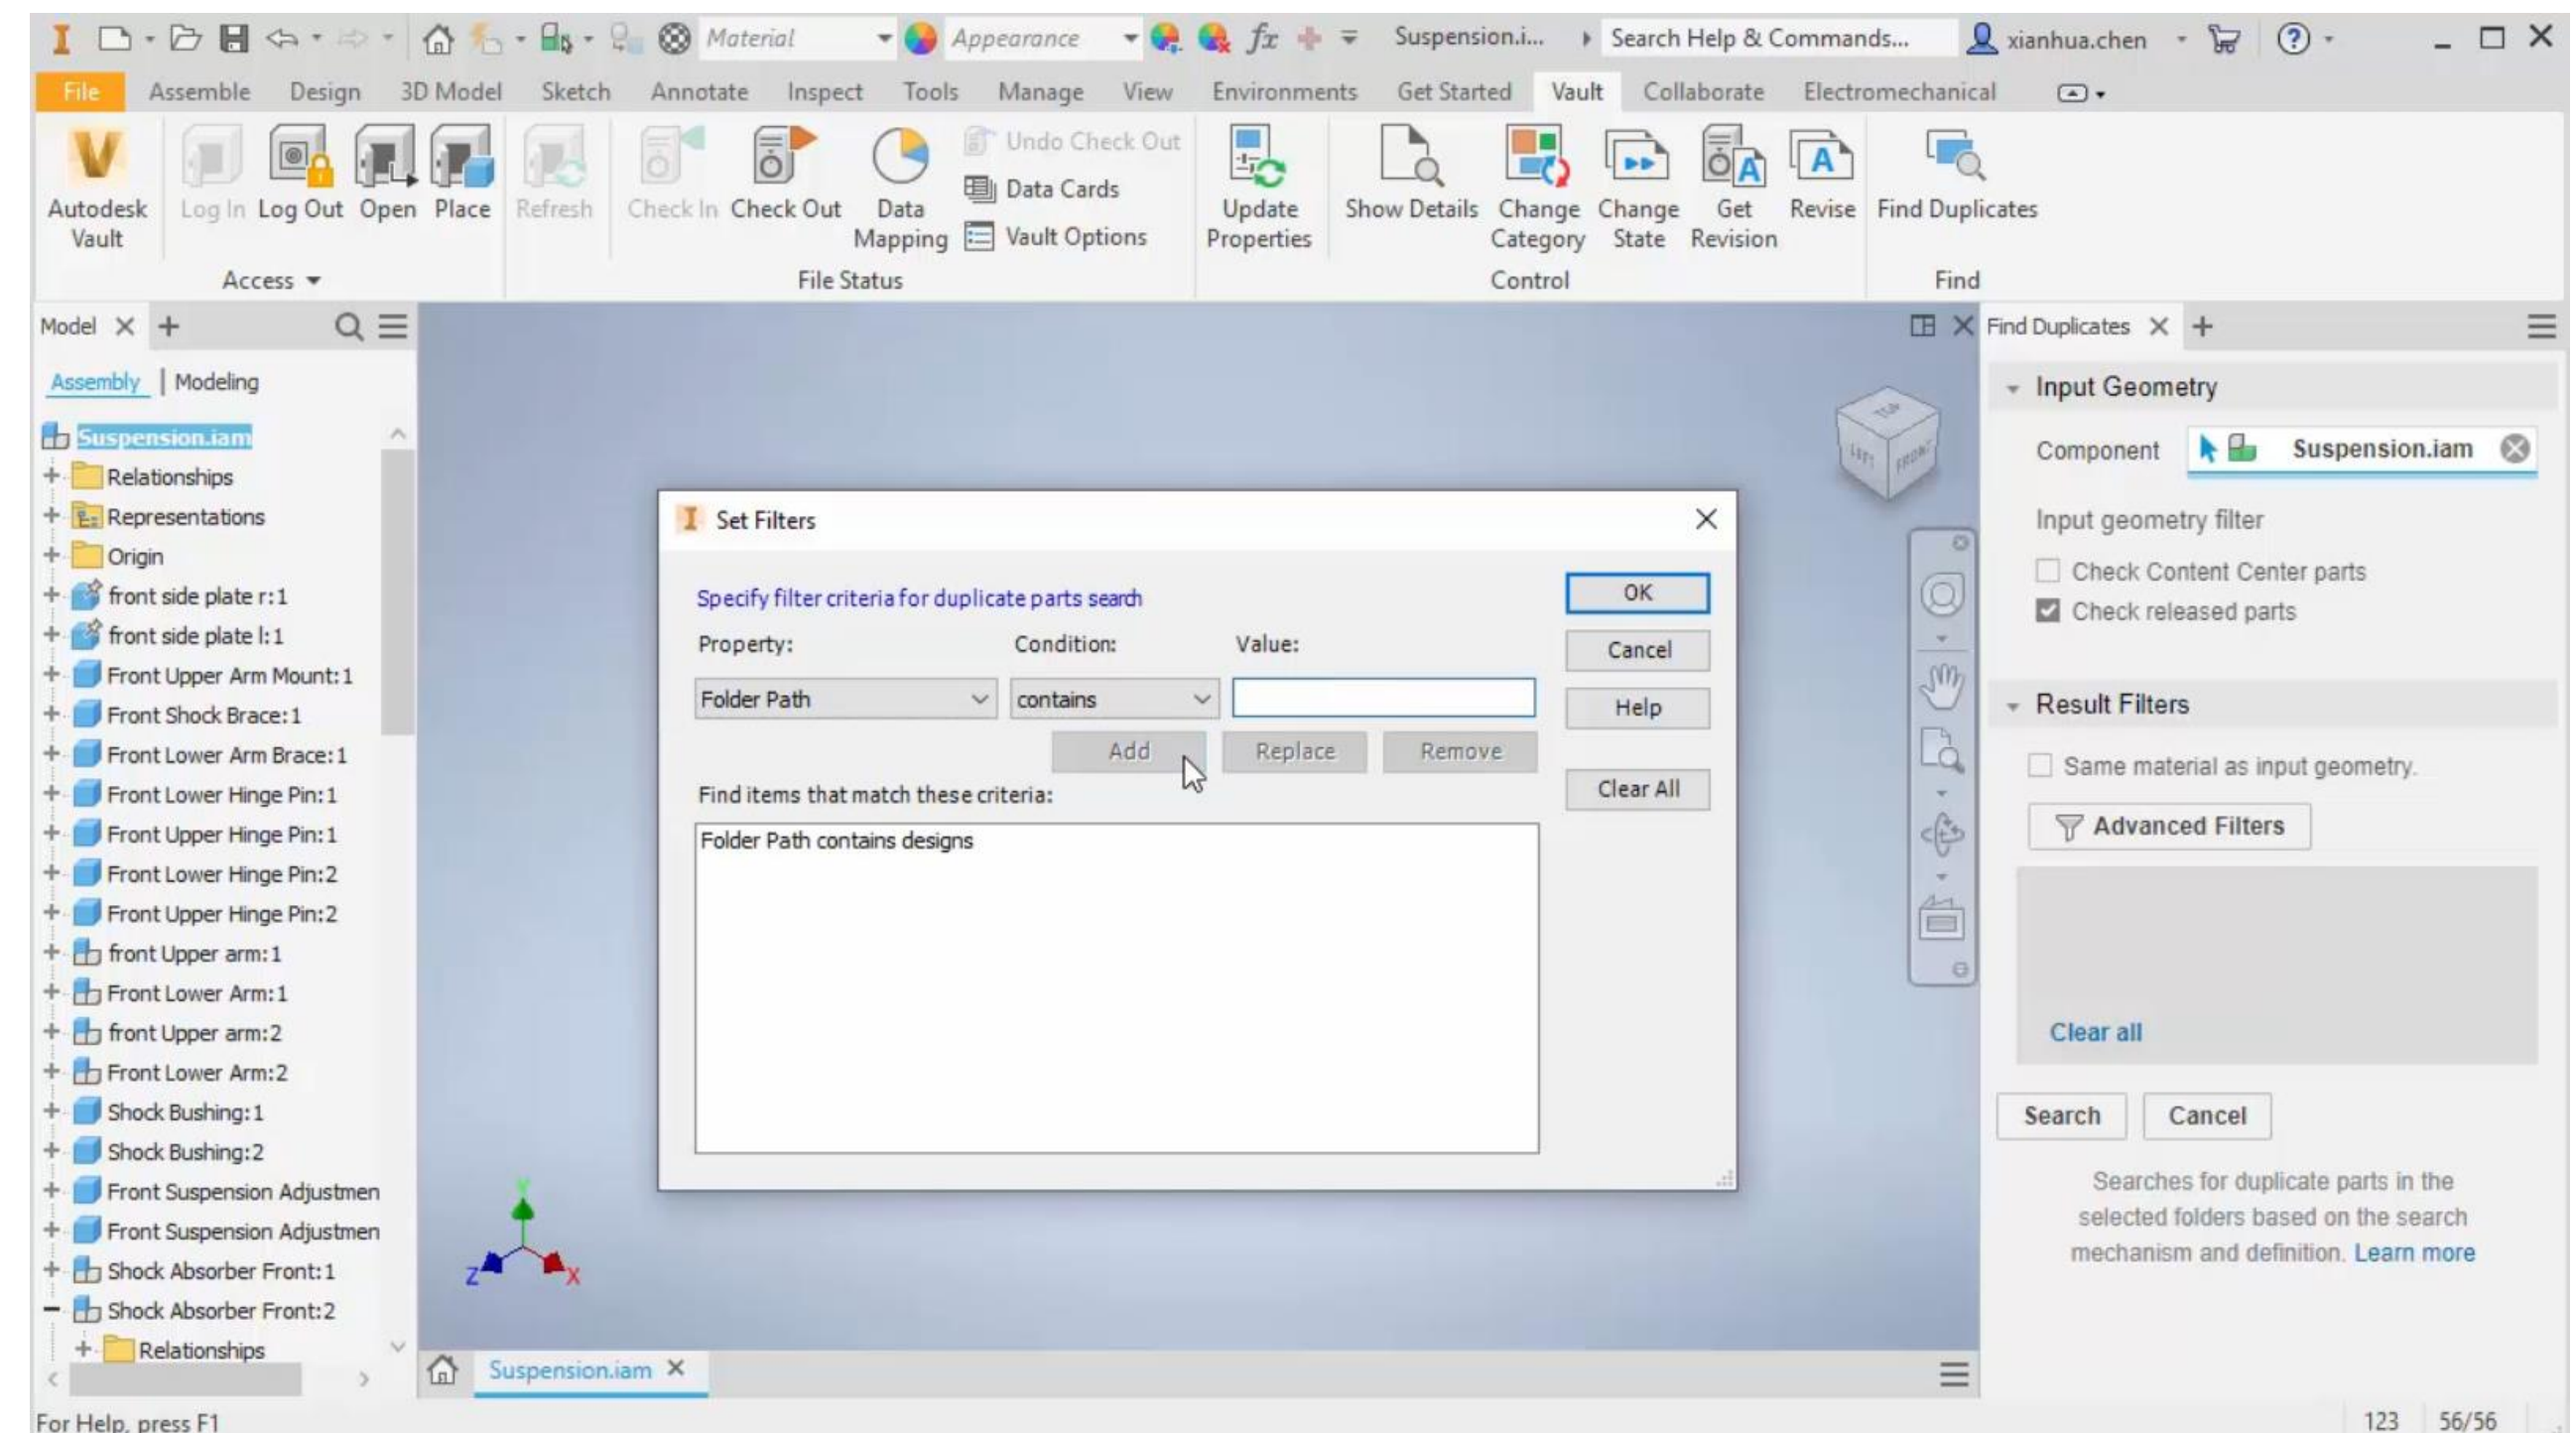 Material
Appearance
fx
Suspension.i...
Search Help & Commands...
xianhua.chen
File
Assemble
Design
3D Model
Sketch
Annotate
Inspect
Tools
Manage
View
Environments
Get Started
Vault
Collaborate
Electromechanical
Autodesk
Vault
Log In
Log Out
Open
Place
Refresh
Check In
Check Out
Data
Mapping
Undo Check Out
Data Cards
Vault Options
Update
Properties
Show Details
Change
Category
Change
State
Get
Revision
Revise
Find Duplicates
Access
File Status
Control
Find
Model
Assembly | Modeling
Suspension.iam
Relationships
Representations
Origin
front side plate r:1
front side plate l:1
Front Upper Arm Mount:1
Front Shock Brace:1
Front Lower Arm Brace:1
Front Lower Hinge Pin:1
Front Upper Hinge Pin:1
Front Lower Hinge Pin:2
Front Upper Hinge Pin:2
front Upper arm:1
Front Lower Arm:1
front Upper arm:2
Front Lower Arm:2
Shock Bushing:1
Shock Bushing:2
Front Suspension Adjustmen
Front Suspension Adjustmen
Shock Absorber Front:1
Shock Absorber Front:2
Relationships
TOP
LEFT
FRONT
Set Filters
Specify filter criteria for duplicate parts search
Property:
Condition:
Value:
Folder Path
contains
Add
Replace
Remove
OK
Cancel
Help
Clear All
Find items that match these criteria:
Folder Path contains designs
Y
Z
X
Suspension.iam
Find Duplicates
Input Geometry
Component
Suspension.iam
Input geometry filter
Check Content Center parts
Check released parts
Result Filters
Same material as input geometry.
Advanced Filters
Clear all
Search
Cancel
Searches for duplicate parts in the
selected folders based on the search
mechanism and definition. Learn more
For Help, press F1
123
56/56